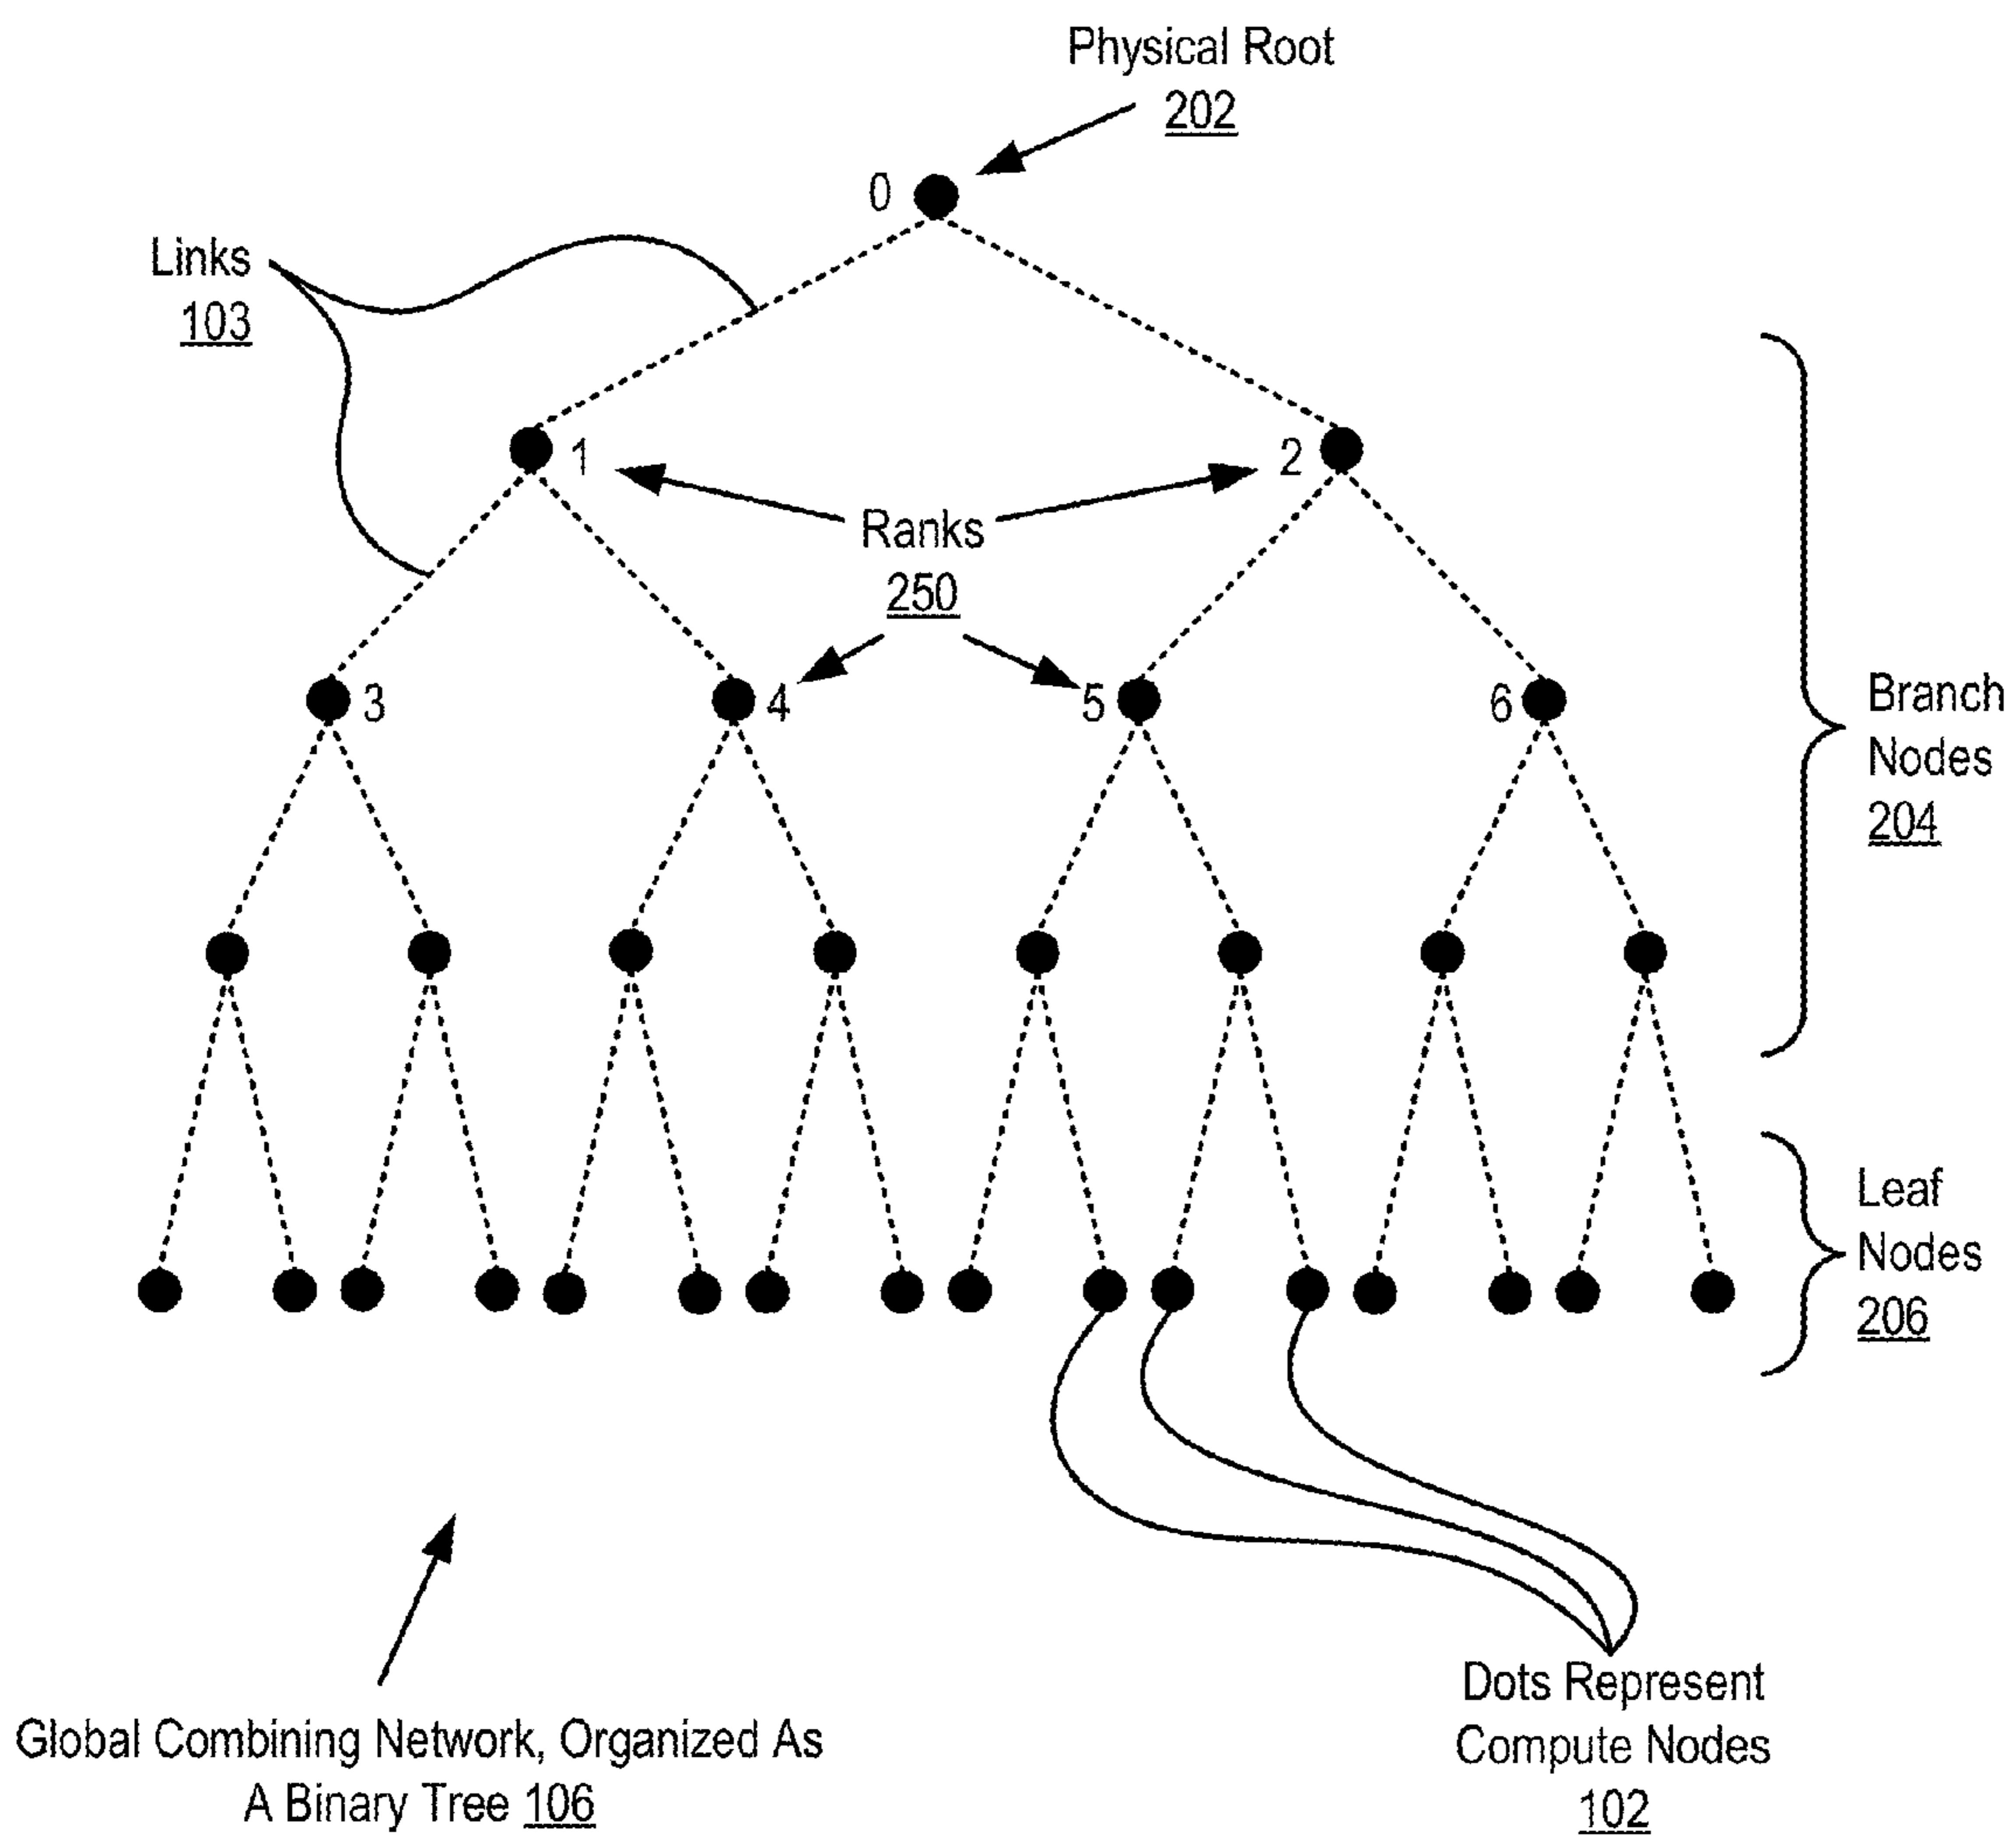 Physical Root
202
0
Links
103
1
2
Ranks
250
3
4
5
6
Branch
Nodes
204
Leaf
Nodes
206
Global Combining Network, Organized As
A Binary Tree 106
Dots Represent
Compute Nodes
102